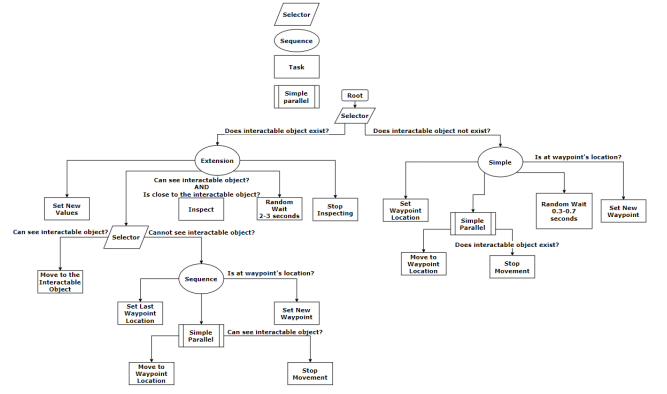 Selector
Sequence
Task
Simple
parallel
Root
Selector
Does interactable object exist?
Does interactable object not exist?
Extension
Simple
Is at waypoint's location?
Can see interactable object?
AND
Is close to the interactable object?
Set New
Values
Inspect
Random
Wait
2-3 seconds
Stop
Inspecting
Set
Waypoint
Location
Simple
Parallel
Random Wait
0.3-0.7
seconds
Set New
Waypoint
Can see interactable object?
Selector
Cannot see interactable object?
Does interactable object exist?
Move to
Waypoint
Location
Stop
Movement
Move to the
Interactable
Object
Sequence
Is at waypoint's location?
Set Last
Waypoint
Location
Set New
Waypoint
Simple
Parallel
Can see interactable object?
Move to
Waypoint
Location
Stop
Movement